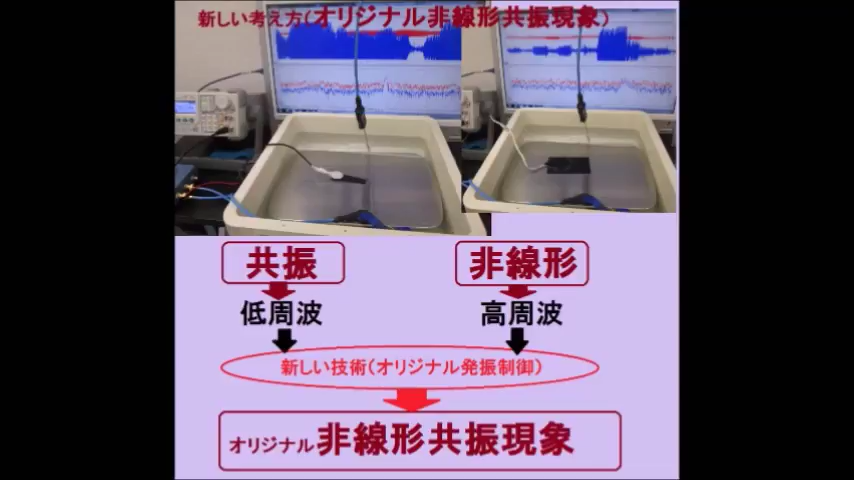 新しい考え方(オリジナル非線形共振現象)
共振
非線形
低周波
高周波
新しい技術(オリジナル発振制御)
オリジナル非線形共振現象